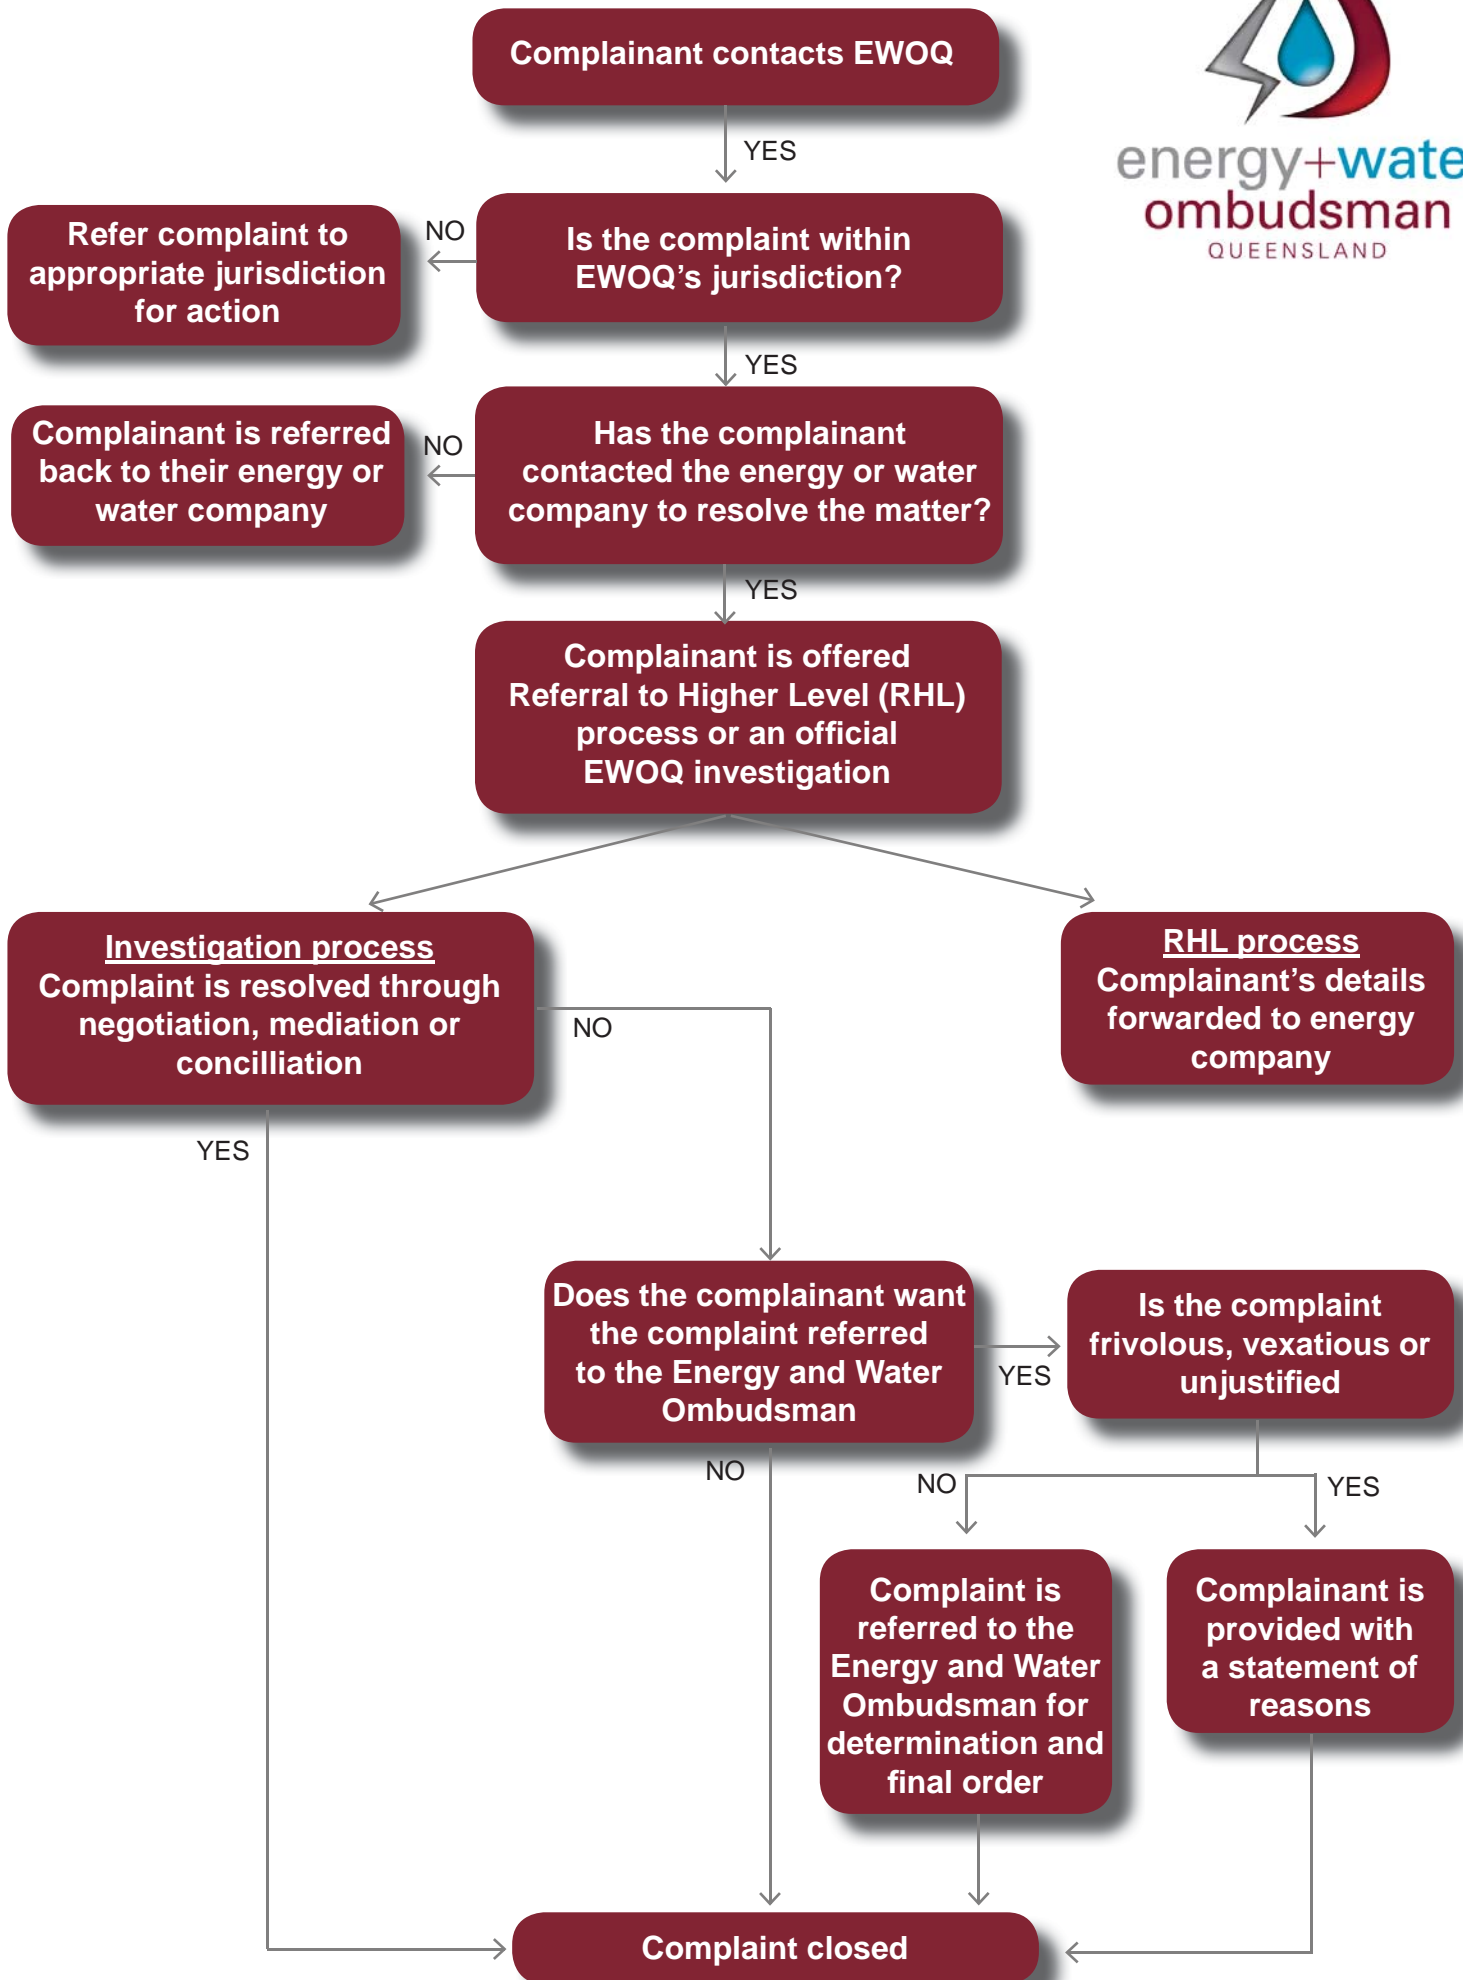 Complainant contacts EWOQ
energy+wate
ombudsman
QUEENSLAND
YES
Refer complaint to
appropriate jurisdiction
for action
NO
Is the complaint within
EWOQ’s jurisdiction?
YES
Complainant is referred
back to their energy or
water company
NO
Has the complainant
contacted the energy or water
company to resolve the matter?
YES
Complainant is offered
Referral to Higher Level (RHL)
process or an official
EWOQ investigation
Investigation process
Complaint is resolved through
negotiation, mediation or
concilliation
NO
RHL process
Complainant’s details
forwarded to energy
company
YES
Does the complainant want
the complaint referred
to the Energy and Water
Ombudsman
YES
Is the complaint
frivolous, vexatious or
unjustified
NO
NO
YES
Complaint is
referred to the
Energy and Water
Ombudsman for
determination and
final order
Complainant is
provided with
a statement of
reasons
Complaint closed